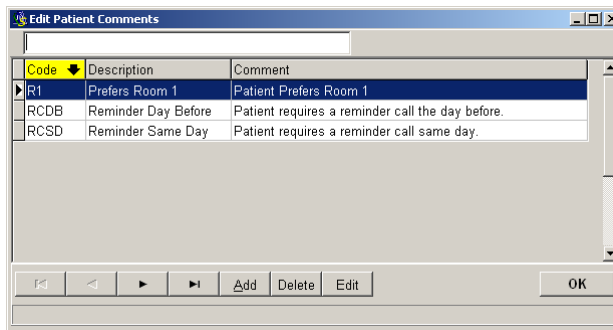 Edit Patient Comments
Code Description Comment
R1 Prefers Room 1 Patient Prefers Room 1
RCDB Reminder Day Before Patient requires a reminder call the day before.
RCSD Reminder Same Day Patient requires a reminder call same day.
Add Delete Edit OK